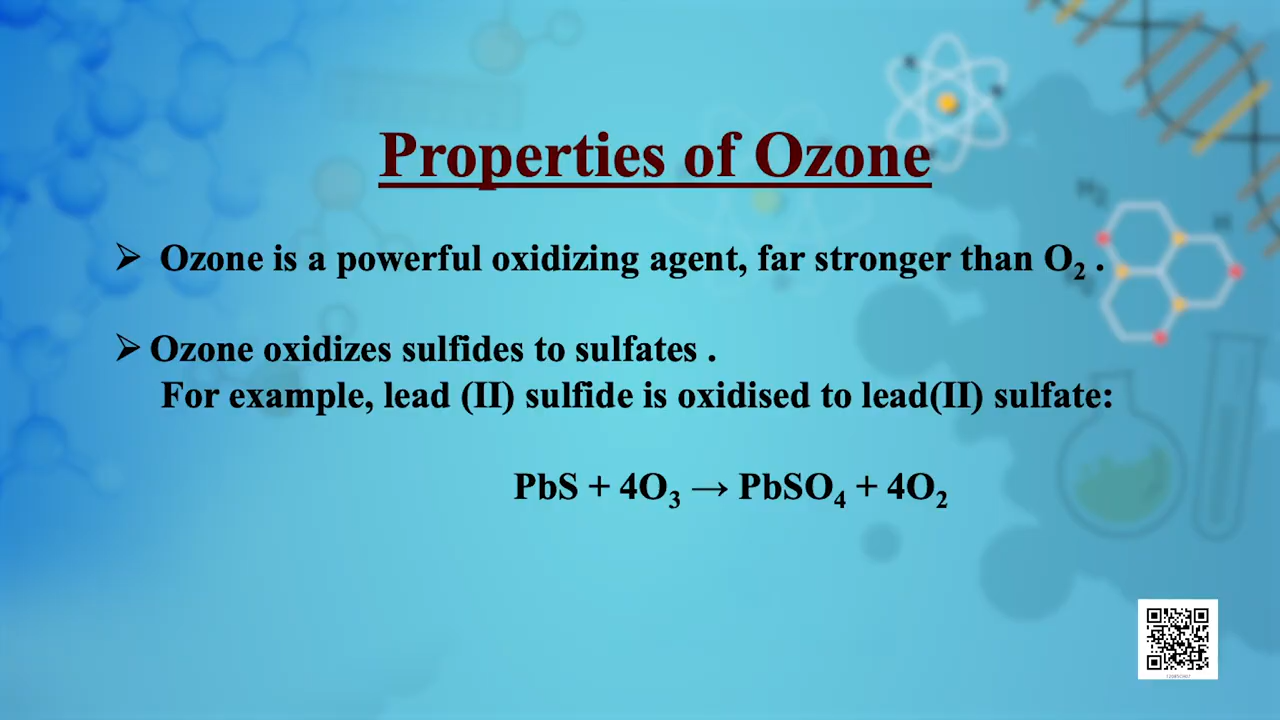 Properties of Ozone
➢ Ozone is a powerful oxidizing agent, far stronger than O₂ .
➢ Ozone oxidizes sulfides to sulfates .
For example, lead (II) sulfide is oxidised to lead(II) sulfate:
PbS + 4O₃ → PbSO₄ + 4O₂
H₂
H